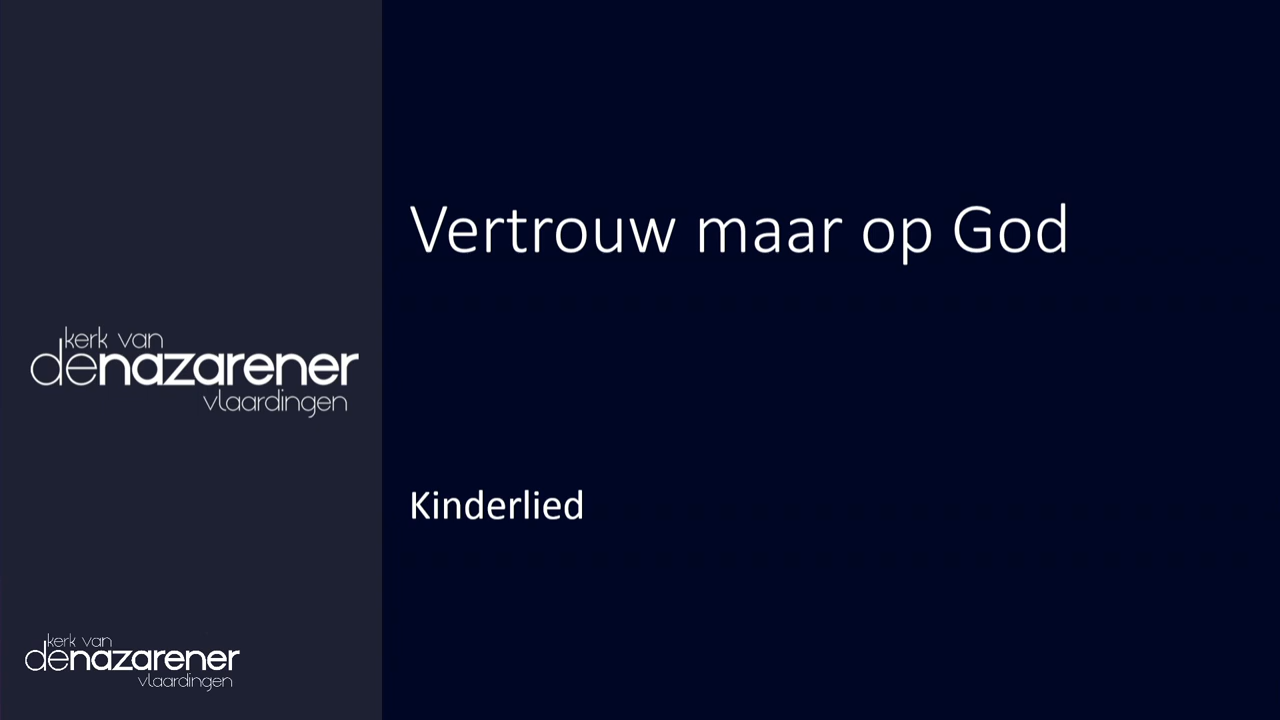 Vertrouw maar op God
kerk van
denazarener
vlaardingen
Kinderlied
kerk van
denazarener
vlaardingen